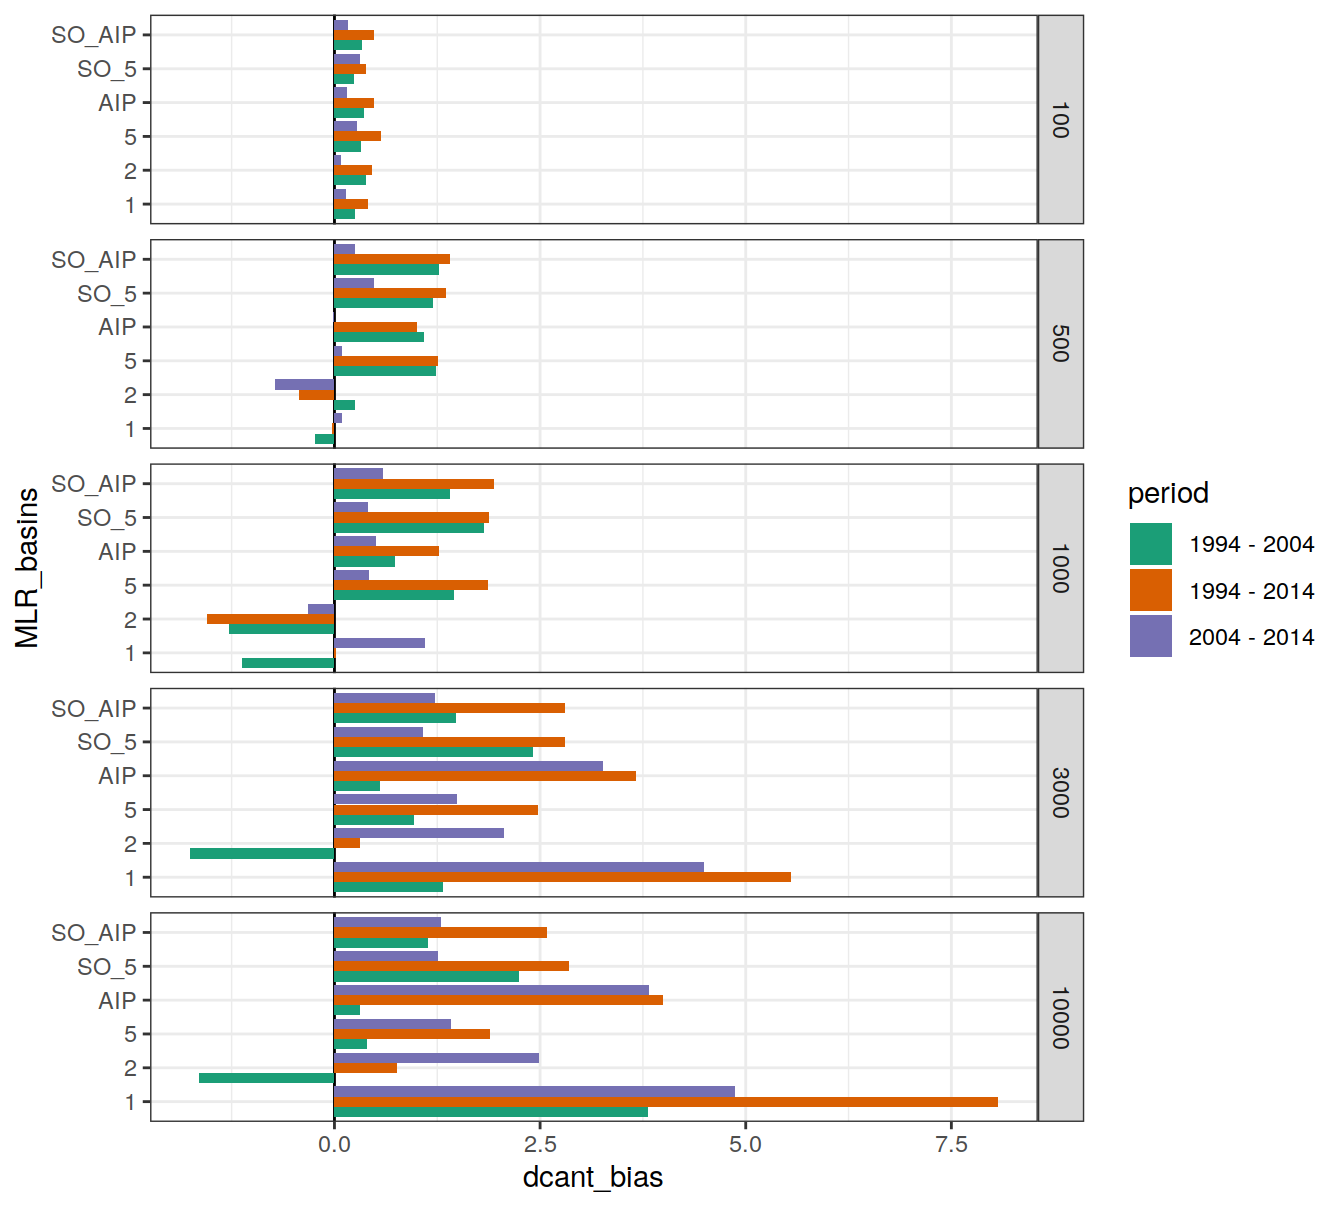 SO_AIP
SO_5
AIP
5
2
1
100
SO_AIP
SO_5
AIP
5
2
1
500
SO_AIP
SO_5
AIP
5
2
1
1000
SO_AIP
SO_5
AIP
5
2
1
3000
SO_AIP
SO_5
AIP
5
2
1
10000
0.0 2.5 5.0 7.5
dcant_bias
MLR_basins
period
1994 - 2004
1994 - 2014
2004 - 2014